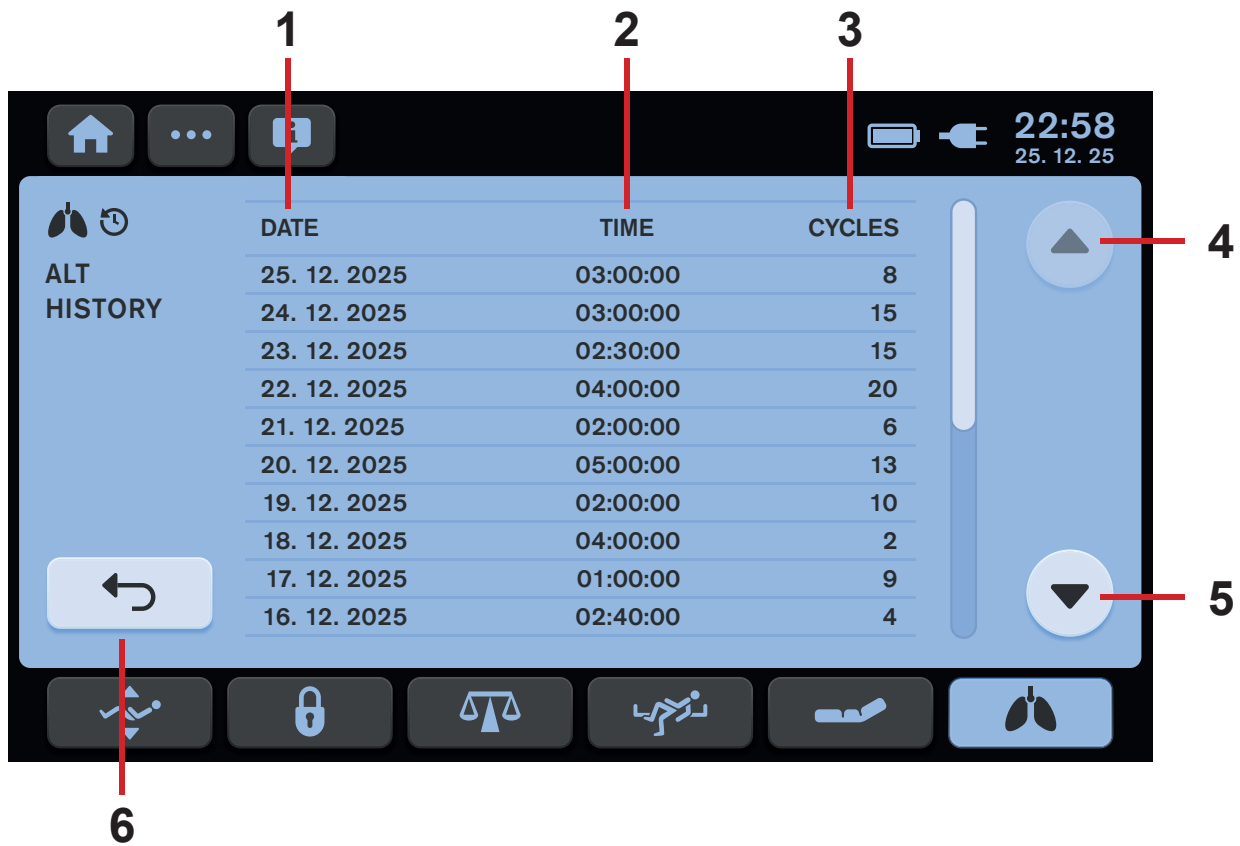 1 2 3
22:58
25. 12. 25
DATE TIME CYCLES
4
ALT
HISTORY
25. 12. 2025 03:00:00 8
24. 12. 2025 03:00:00 15
23. 12. 2025 02:30:00 15
22. 12. 2025 04:00:00 20
21. 12. 2025 02:00:00 6
20. 12. 2025 05:00:00 13
19. 12. 2025 02:00:00 10
18. 12. 2025 04:00:00 2
17. 12. 2025 01:00:00 9
16. 12. 2025 02:40:00 4
5
6